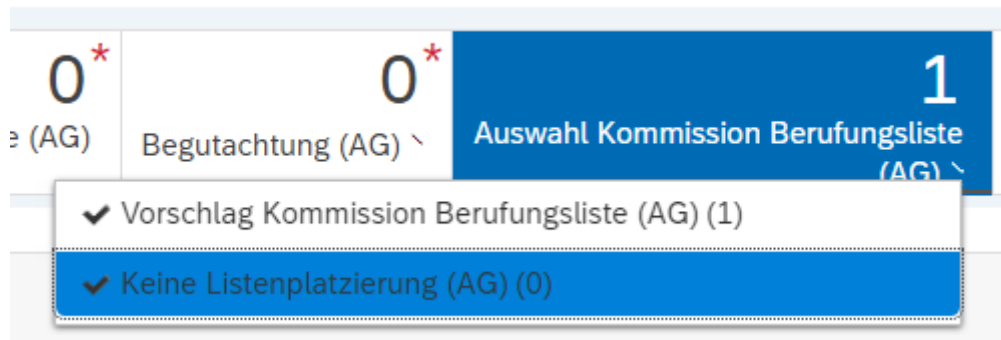 0* 0* 1
e (AG) Begutachtung (AG) Auswahl Kommission Berufungsliste
(AG)
Vorschlag Kommission Berufungsliste (AG) (1)
Keine Listenplatzierung (AG) (0)